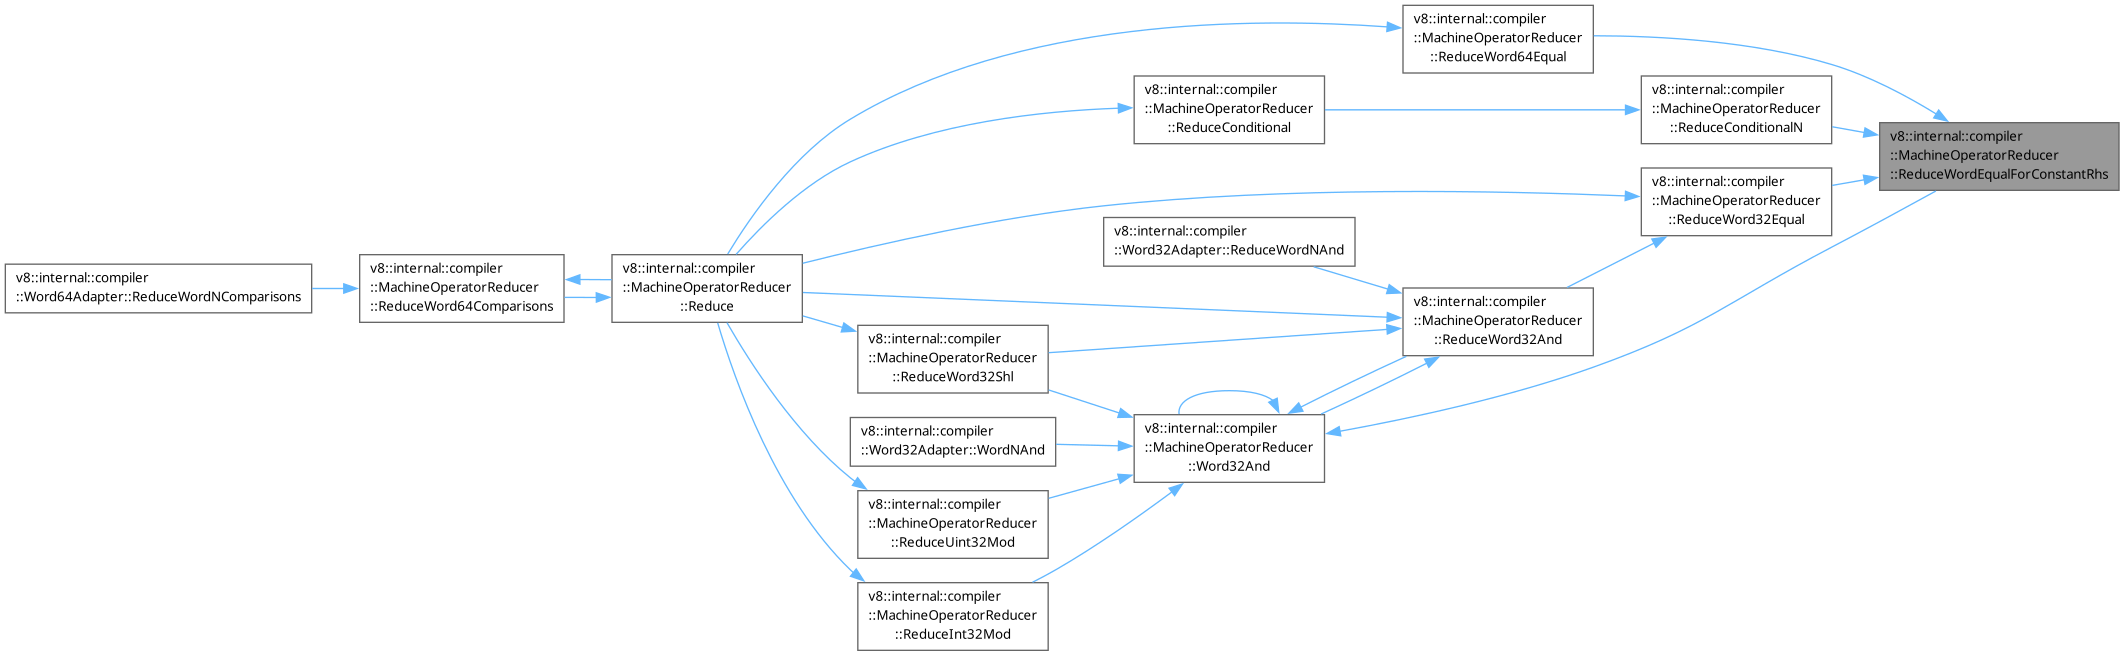 v8::internal::compiler
::MachineOperatorReducer
::ReduceWord64Equal
v8::internal::compiler
::MachineOperatorReducer
::ReduceConditional
v8::internal::compiler
::MachineOperatorReducer
::ReduceConditionalN
v8::internal::compiler
::MachineOperatorReducer
::ReduceWordEqualForConstantRhs
v8::internal::compiler
::MachineOperatorReducer
::ReduceWord32Equal
v8::internal::compiler
::Word32Adapter::ReduceWordNAnd
v8::internal::compiler
::Word64Adapter::ReduceWordNComparisons
v8::internal::compiler
::MachineOperatorReducer
::ReduceWord64Comparisons
v8::internal::compiler
::MachineOperatorReducer
::Reduce
v8::internal::compiler
::MachineOperatorReducer
::ReduceWord32And
v8::internal::compiler
::MachineOperatorReducer
::ReduceWord32Shl
v8::internal::compiler
::Word32Adapter::WordNAnd
v8::internal::compiler
::MachineOperatorReducer
::Word32And
v8::internal::compiler
::MachineOperatorReducer
::ReduceUint32Mod
v8::internal::compiler
::MachineOperatorReducer
::ReduceInt32Mod